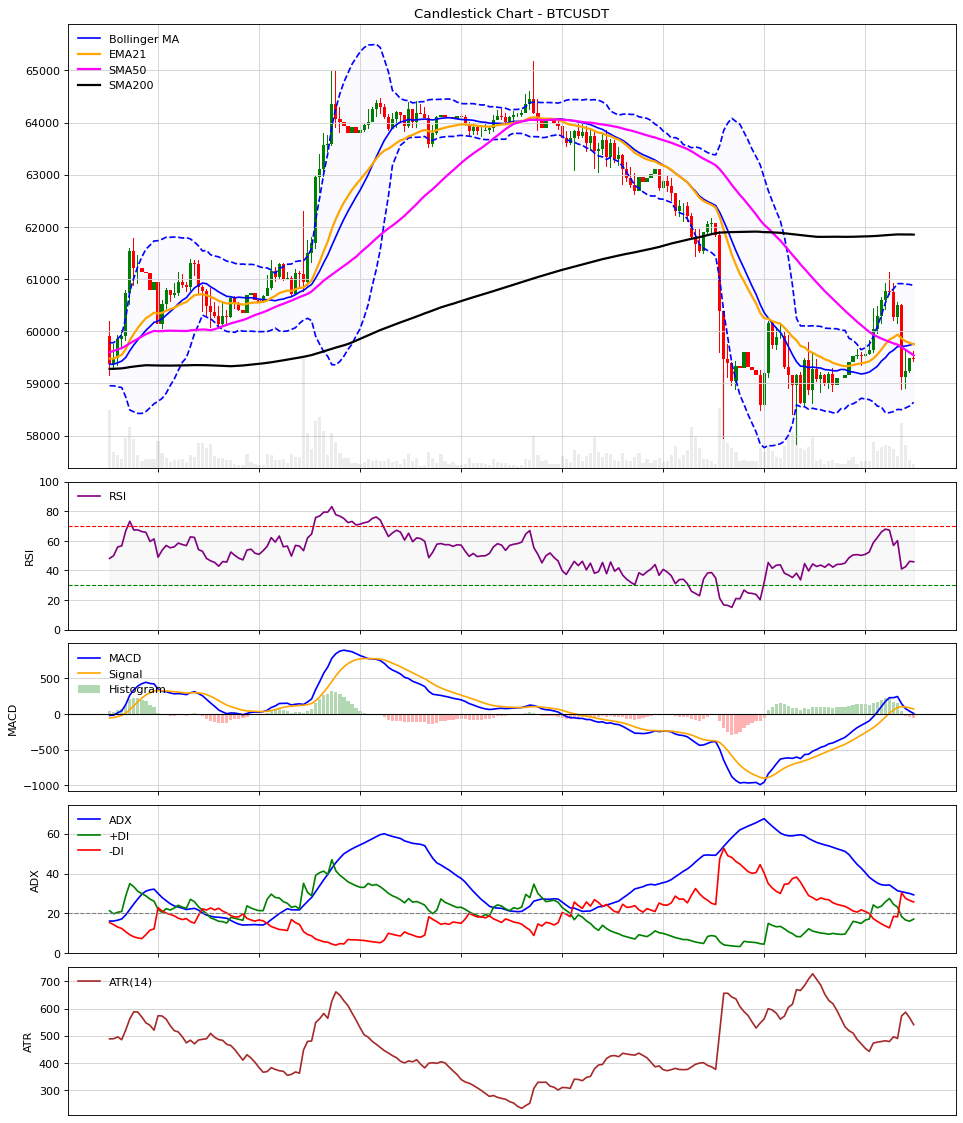 Candlestick Chart - BTCUSDT
Bollinger MA
EMA21
SMA50
SMA200
65000
64000
63000
62000
61000
60000
59000
58000
RSI
RSI
100
80
60
40
20
0
MACD
Signal
Histogram
MACD
500
0
−500
−1000
ADX
+DI
-DI
ADX
60
40
20
0
ATR(14)
ATR
700
600
500
400
300